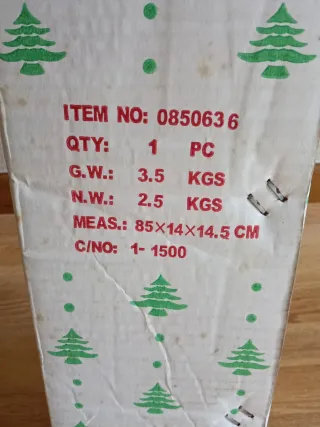 ITEM NO: 0850636
QTY: 1 PC
G.W.: 3.5 KGS
N.W.: 2.5 KGS
MEAS.: 85×14×14.5 CM
C/NO: 1- 1500